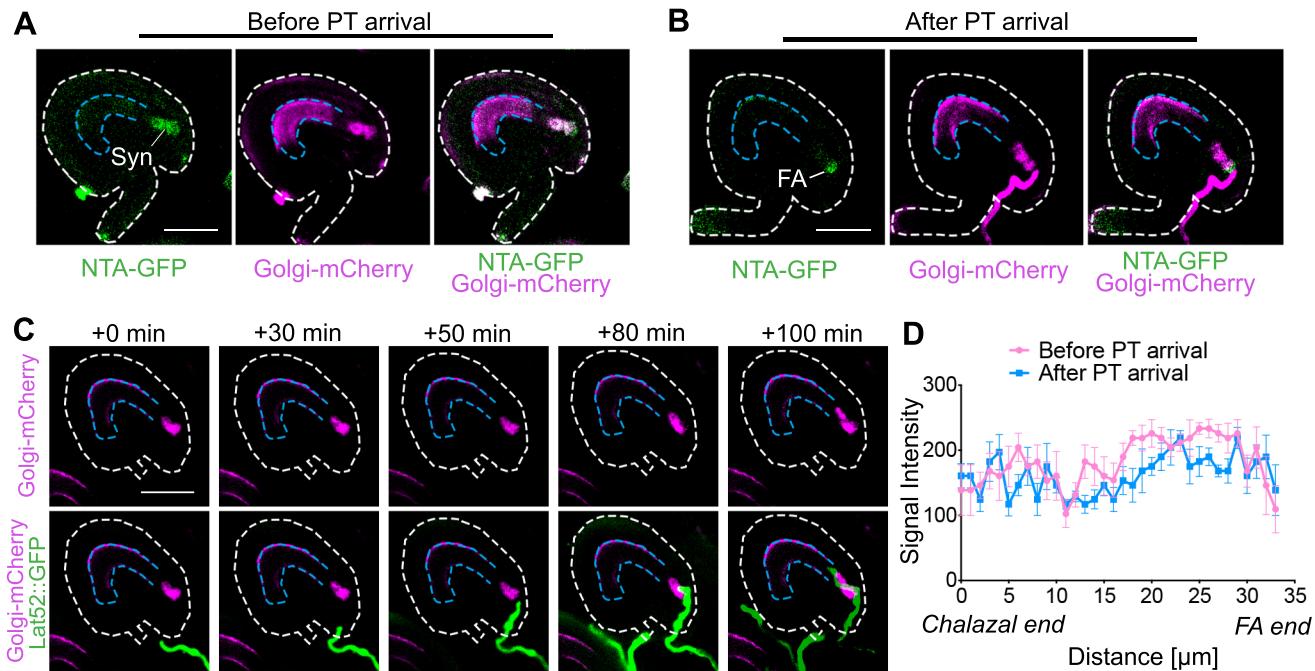 A
Before PT arrival
Syn
NTA-GFP
Golgi-mCherry
NTA-GFP
Golgi-mCherry
B
After PT arrival
FA
NTA-GFP
Golgi-mCherry
NTA-GFP
Golgi-mCherry
C
+0 min
+30 min
+50 min
+80 min
+100 min
Golgi-mCherry
Golgi-mCherry
Lat52::GFP
D
Before PT arrival
After PT arrival
Signal Intensity
300
200
100
0
0 5 10 15 20 25 30 35
Chalazal end
FA end
Distance [µm]